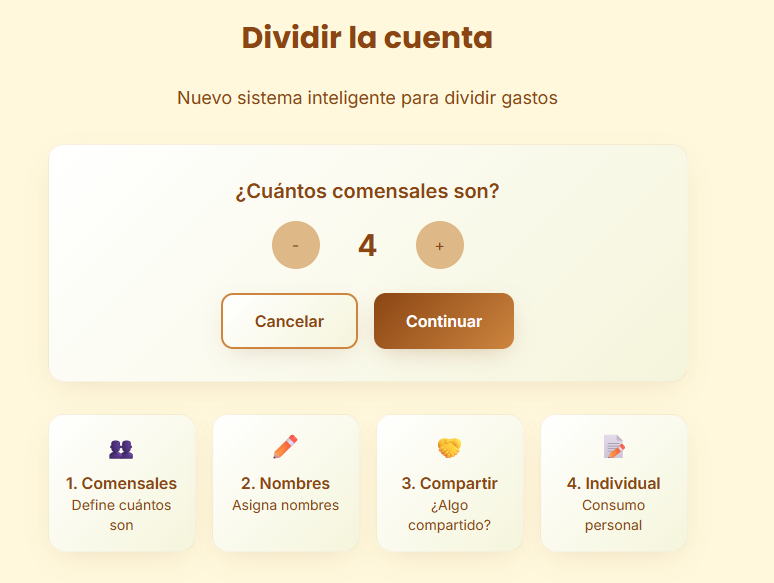 Dividir la cuenta
Nuevo sistema inteligente para dividir gastos
¿Cuántos comensales son?
- 4 +
Cancelar Continuar
1. Comensales
Define cuántos
son
2. Nombres
Asigna nombres
3. Compartir
¿Algo
compartido?
4. Individual
Consumo
personal